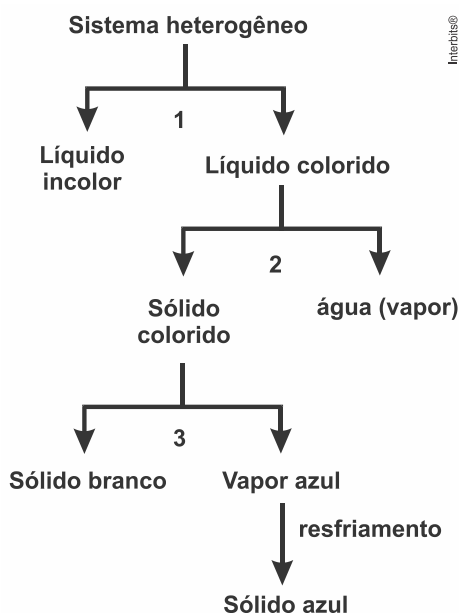 Sistema heterogêneo
Interbits®
1
Líquido
incolor
Líquido colorido
2
Sólido
colorido
água (vapor)
3
Sólido branco
Vapor azul
resfriamento
Sólido azul